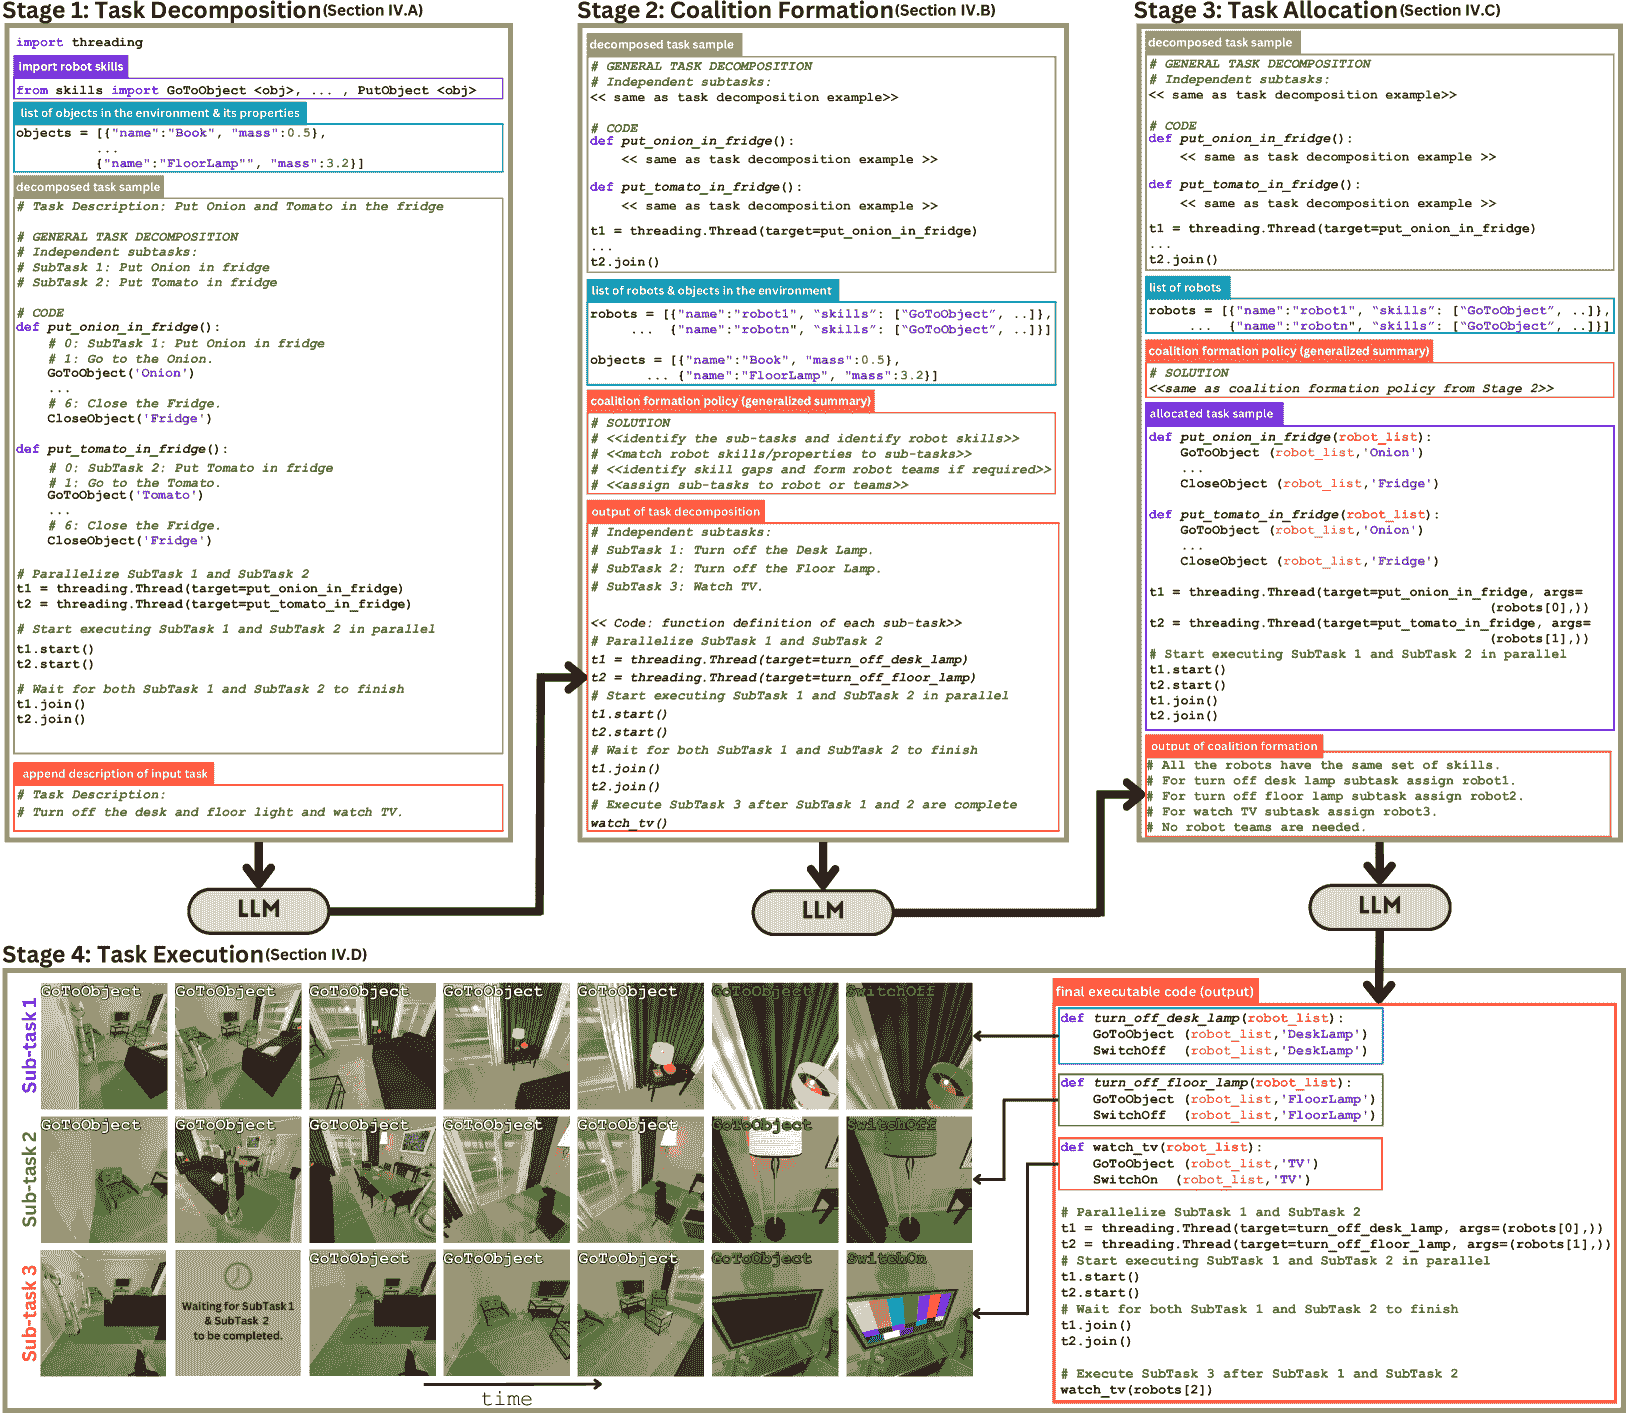 Stage 1: Task Decomposition(Section IV.A)
import threading
import robot skills
from skills import GoToObject <obj>, ... , PutObject <obj>
list of objects in the environment & its properties
objects = [{"name":"Book", "mass":0.5},
...
{"name":"FloorLamp"", "mass":3.2}]
decomposed task sample
# Task Description: Put Onion and Tomato in the fridge
# GENERAL TASK DECOMPOSITION
# Independent subtasks:
# SubTask 1: Put Onion in fridge
# SubTask 2: Put Tomato in fridge
# CODE
def put_onion_in_fridge():
# 0: SubTask 1: Put Onion in fridge
# 1: Go to the Onion.
GoToObject('Onion')
...
# 6: Close the Fridge.
CloseObject('Fridge')
def put_tomato_in_fridge():
# 0: SubTask 2: Put Tomato in fridge
# 1: Go to the Tomato.
GoToObject('Tomato')
...
# 6: Close the Fridge.
CloseObject('Fridge')
# Parallelize SubTask 1 and SubTask 2
t1 = threading.Thread(target=put_onion_in_fridge)
t2 = threading.Thread(target=put_tomato_in_fridge)
# Start executing SubTask 1 and SubTask 2 in parallel
t1.start()
t2.start()
# Wait for both SubTask 1 and SubTask 2 to finish
t1.join()
t2.join()
append description of input task
# Task Description:
# Turn off the desk and floor light and watch TV.
LLM
Stage 2: Coalition Formation(Section IV.B)
decomposed task sample
# GENERAL TASK DECOMPOSITION
# Independent subtasks:
<< same as task decomposition example>>
# CODE
def put_onion_in_fridge():
<< same as task decomposition example >>
def put_tomato_in_fridge():
<< same as task decomposition example >>
t1 = threading.Thread(target=put_onion_in_fridge)
...
t2.join()
list of robots & objects in the environment
robots = [{"name":"robot1", “skills”: [“GoToObject”, ..]},
... {"name":"robotn", “skills”: [“GoToObject”, ..]}]
objects = [{"name":"Book", "mass":0.5},
... {"name":"FloorLamp", "mass":3.2}]
coalition formation policy (generalized summary)
# SOLUTION
# <<identify the sub-tasks and identify robot skills>>
# <<match robot skills/properties to sub-tasks>>
# <<identify skill gaps and form robot teams if required>>
# <<assign sub-tasks to robot or teams>>
output of task decomposition
# Independent subtasks:
# SubTask 1: Turn off the Desk Lamp.
# SubTask 2: Turn off the Floor Lamp.
# SubTask 3: Watch TV.
<< Code: function definition of each sub-task>>
# Parallelize SubTask 1 and SubTask 2
t1 = threading.Thread(target=turn_off_desk_lamp)
t2 = threading.Thread(target=turn_off_floor_lamp)
# Start executing SubTask 1 and SubTask 2 in parallel
t1.start()
t2.start()
# Wait for both SubTask 1 and SubTask 2 to finish
t1.join()
t2.join()
# Execute SubTask 3 after SubTask 1 and 2 are complete
watch_tv()
LLM
Stage 3: Task Allocation(Section IV.C)
decomposed task sample
# GENERAL TASK DECOMPOSITION
# Independent subtasks:
<< same as task decomposition example>>
# CODE
def put_onion_in_fridge():
<< same as task decomposition example >>
def put_tomato_in_fridge():
<< same as task decomposition example >>
t1 = threading.Thread(target=put_onion_in_fridge)
...
t2.join()
list of robots
robots = [{"name":"robot1", “skills”: [“GoToObject”, ..]},
... {"name":"robotn", “skills”: [“GoToObject”, ..]}]
coalition formation policy (generalized summary)
# SOLUTION
<<same as coalition formation policy from Stage 2>>
allocated task sample
def put_onion_in_fridge(robot_list):
GoToObject (robot_list,'Onion')
...
CloseObject (robot_list,'Fridge')
def put_tomato_in_fridge(robot_list):
GoToObject (robot_list,'Onion')
...
CloseObject (robot_list,'Fridge')
t1 = threading.Thread(target=put_onion_in_fridge, args=
(robots[0],))
t2 = threading.Thread(target=put_tomato_in_fridge, args=
(robots[1],))
# Start executing SubTask 1 and SubTask 2 in parallel
t1.start()
t2.start()
t1.join()
t2.join()
output of coalition formation
# All the robots have the same set of skills.
# For turn off desk lamp subtask assign robot1.
# For turn off floor lamp subtask assign robot2.
# For watch TV subtask assign robot3.
# No robot teams are needed.
LLM
Stage 4: Task Execution(Section IV.D)
Sub-task 1
GoToObject GoToObject GoToObject GoToObject GoToObject GoToObject SwitchOff
Sub-task 2
GoToObject GoToObject GoToObject GoToObject GoToObject GoToObject SwitchOff
Sub-task 3
GoToObject
Waiting for SubTask 1
& SubTask 2
to be completed.
GoToObject GoToObject GoToObject GoToObject SwitchOn
time
final executable code (output)
def turn_off_desk_lamp(robot_list):
GoToObject (robot_list,'DeskLamp')
SwitchOff (robot_list,'DeskLamp')
def turn_off_floor_lamp(robot_list):
GoToObject (robot_list,'FloorLamp')
SwitchOff (robot_list,'FloorLamp')
def watch_tv(robot_list):
GoToObject (robot_list,'TV')
SwitchOn (robot_list,'TV')
# Parallelize SubTask 1 and SubTask 2
t1 = threading.Thread(target=turn_off_desk_lamp, args=(robots[0],))
t2 = threading.Thread(target=turn_off_floor_lamp, args=(robots[1],))
# Start executing SubTask 1 and SubTask 2 in parallel
t1.start()
t2.start()
# Wait for both SubTask 1 and SubTask 2 to finish
t1.join()
t2.join()
# Execute SubTask 3 after SubTask 1 and SubTask 2
watch_tv(robots[2])